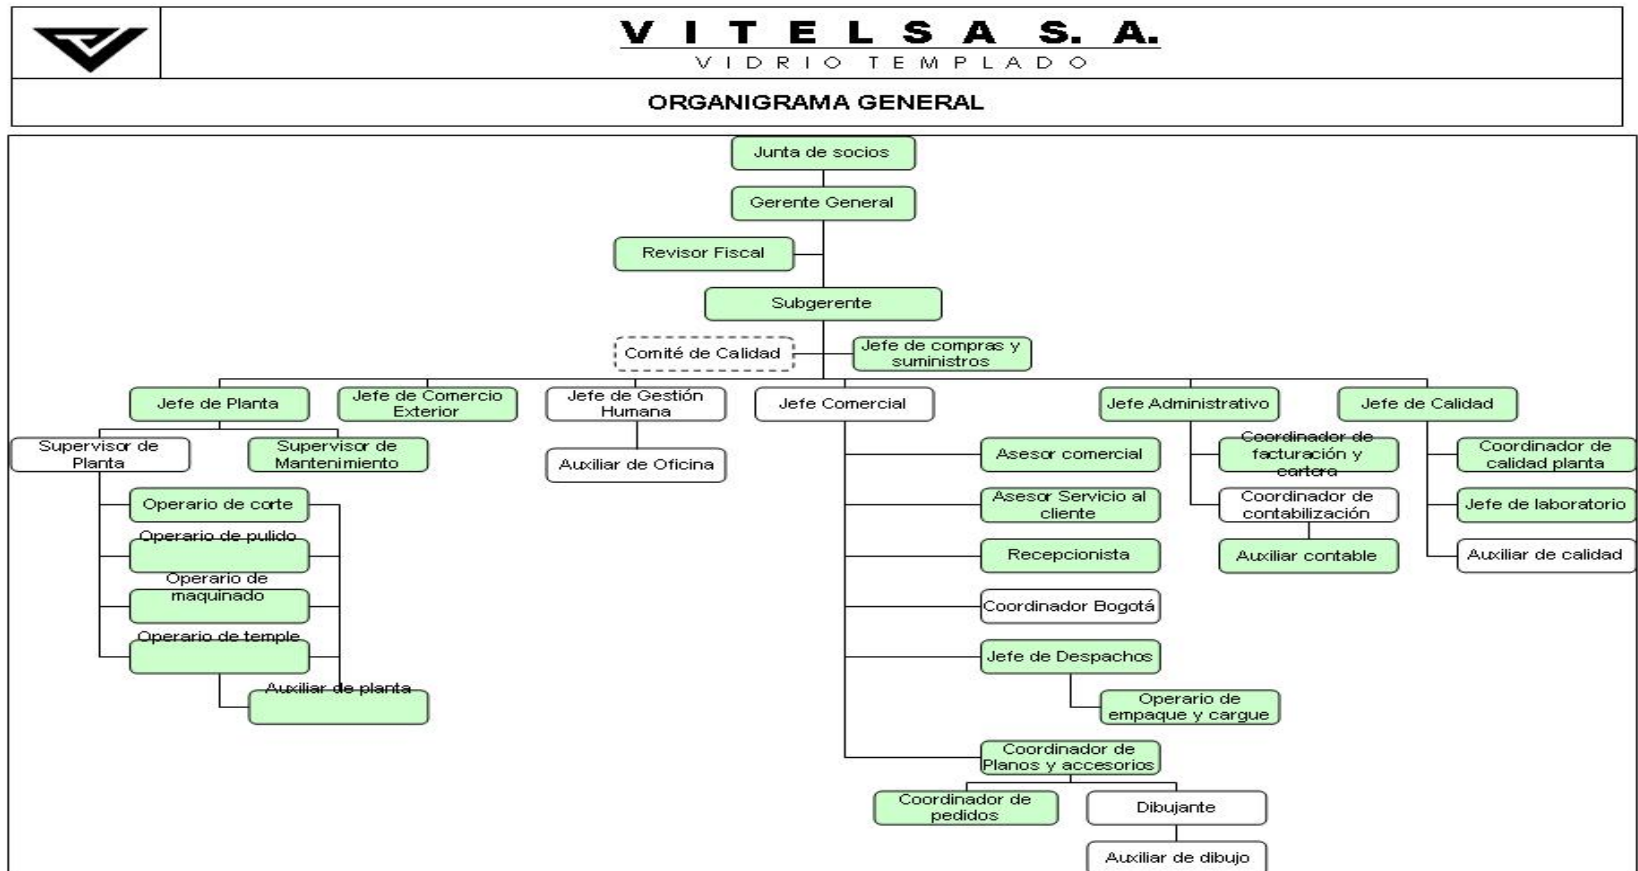 VITELSA S. A.
VIDRIO TEMPLADO
ORGANIGRAMA GENERAL
Junta de socios
Gerente General
Revisor Fiscal
Subgerente
Comité de Calidad
Jefe de compras y
suministros
Jefe de Planta
Jefe de Comercio
Exterior
Jefe de Gestión
Humana
Jefe Comercial
Jefe Administrativo
Jefe de Calidad
Supervisor de
Planta
Supervisor de
Mantenimiento
Auxiliar de Oficina
Asesor comercial
Coordinador de
facturación y
cartera
Coordinador de
calidad planta
Operario de corte
Asesor Servicio al
cliente
Coordinador de
contabilización
Jefe de laboratorio
Operario de pulido
Recepcionista
Auxiliar contable
Auxiliar de calidad
Operario de
maquinado
Coordinador Bogotá
Operario de temple
Jefe de Despachos
Auxiliar de planta
Operario de
empaque y cargue
Coordinador de
Planos y accesorios
Coordinador de
pedidos
Dibujante
Auxiliar de dibujo